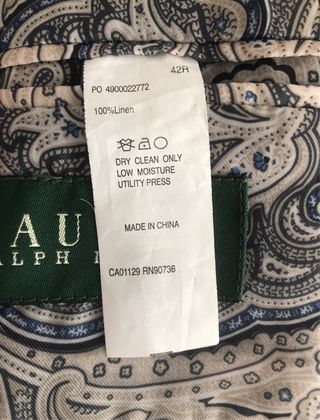 42R
PO 4900022772
100%Linen
DRY CLEAN ONLY
LOW MOISTURE
UTILITY PRESS
MADE IN CHINA
CA01129 RN90736
AU
ALPH